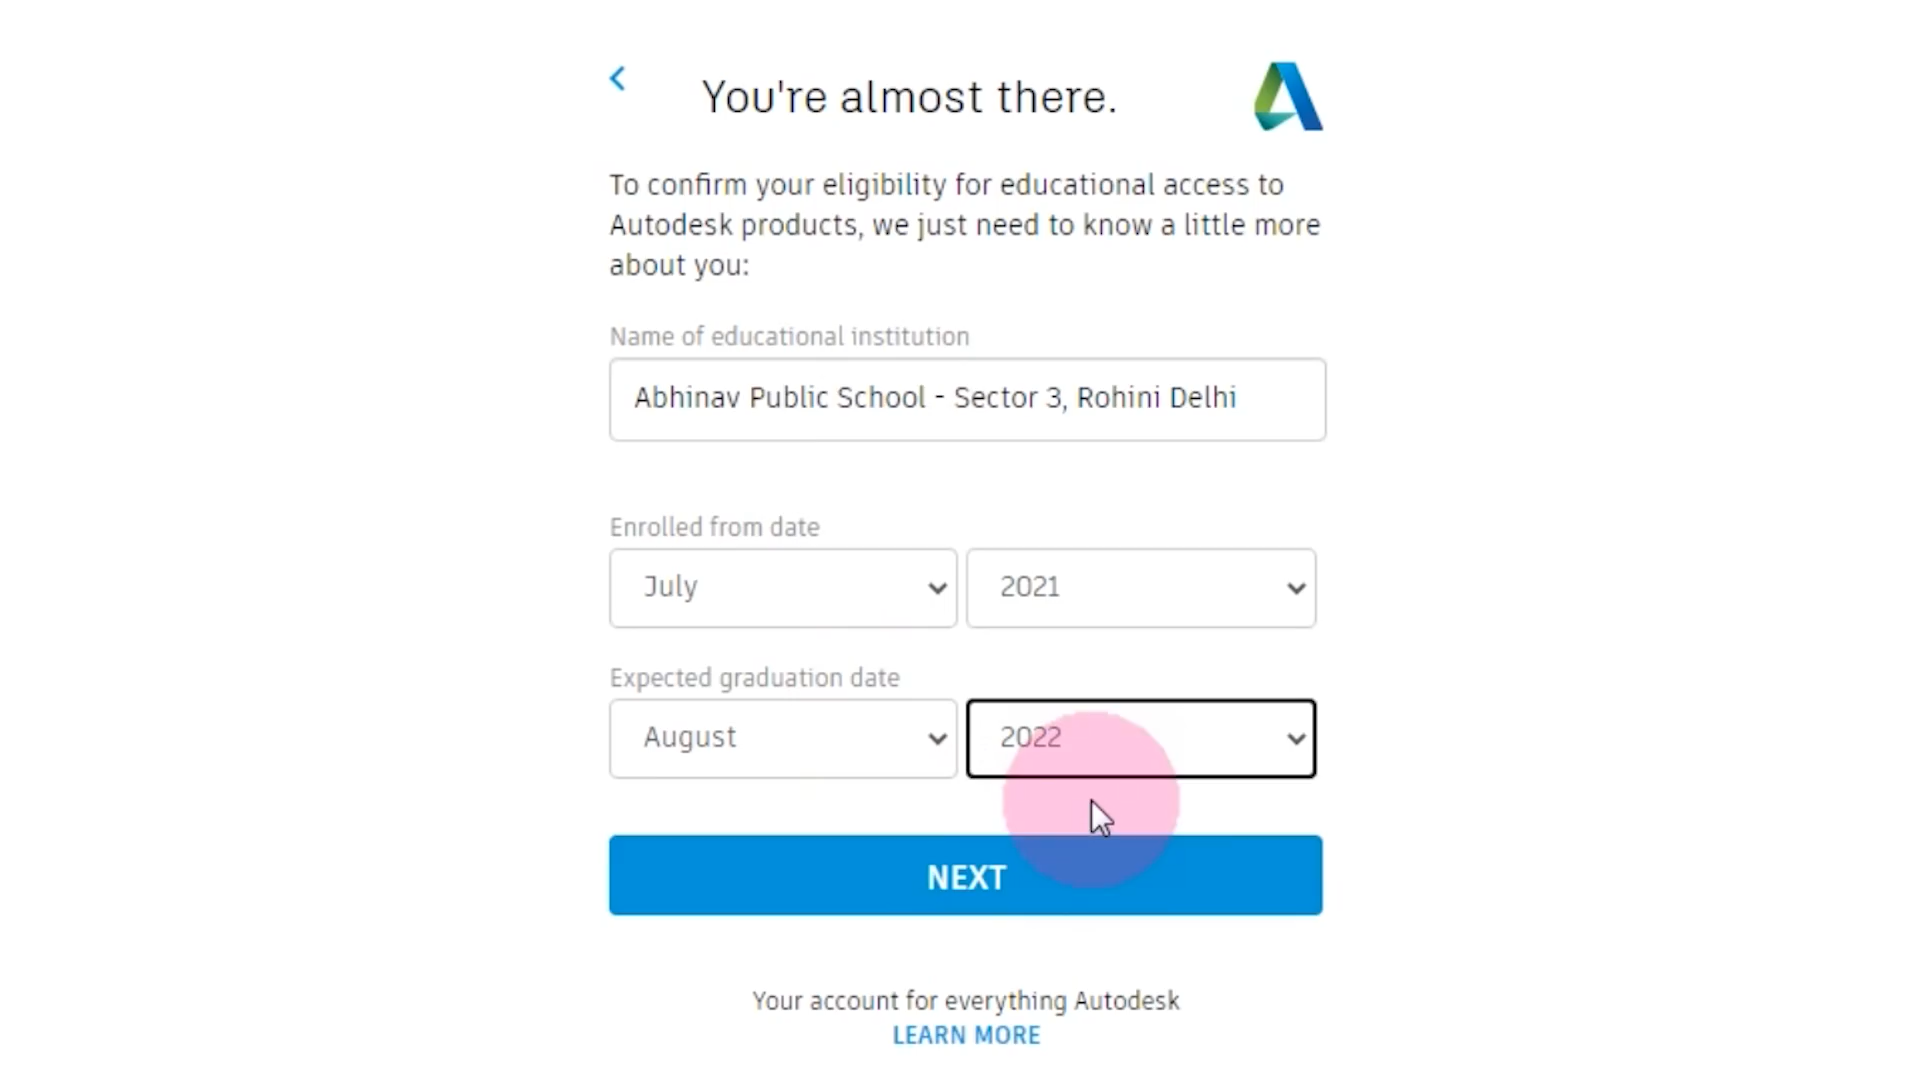 You're almost there.
To confirm your eligibility for educational access to
Autodesk products, we just need to know a little more
about you:
Name of educational institution
Abhinav Public School - Sector 3, Rohini Delhi
Enrolled from date
July 2021
Expected graduation date
August 2022
NEXT
Your account for everything Autodesk
LEARN MORE